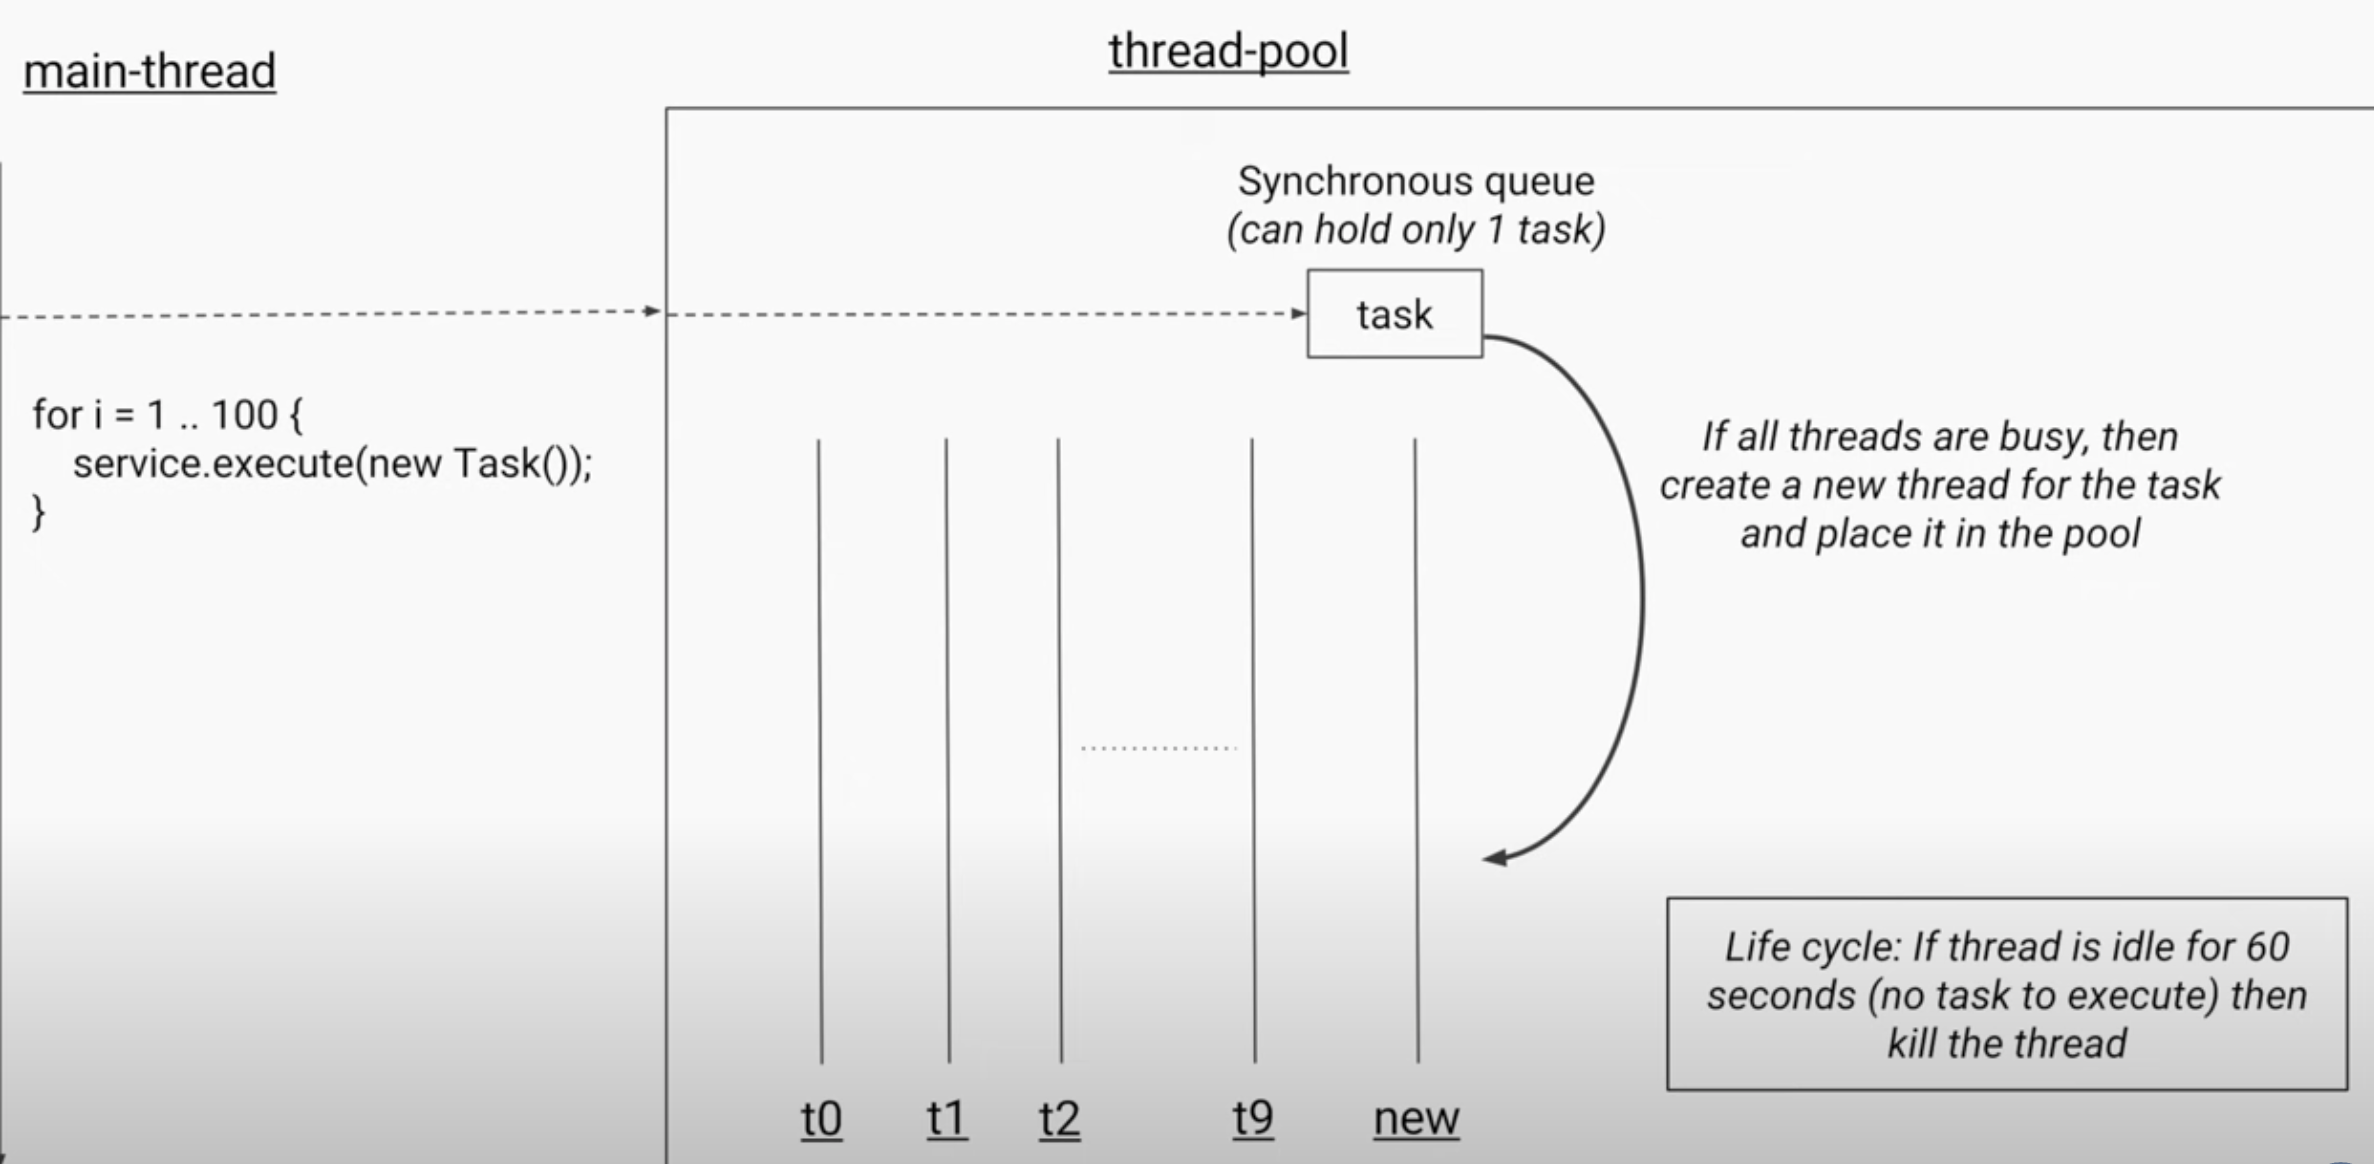 main-thread
thread-pool
Synchronous queue
(can hold only 1 task)
task
for i = 1 .. 100 {
service.execute(new Task());
}
If all threads are busy, then
create a new thread for the task
and place it in the pool
Life cycle: If thread is idle for 60
seconds (no task to execute) then
kill the thread
t0 t1 t2 t9 new